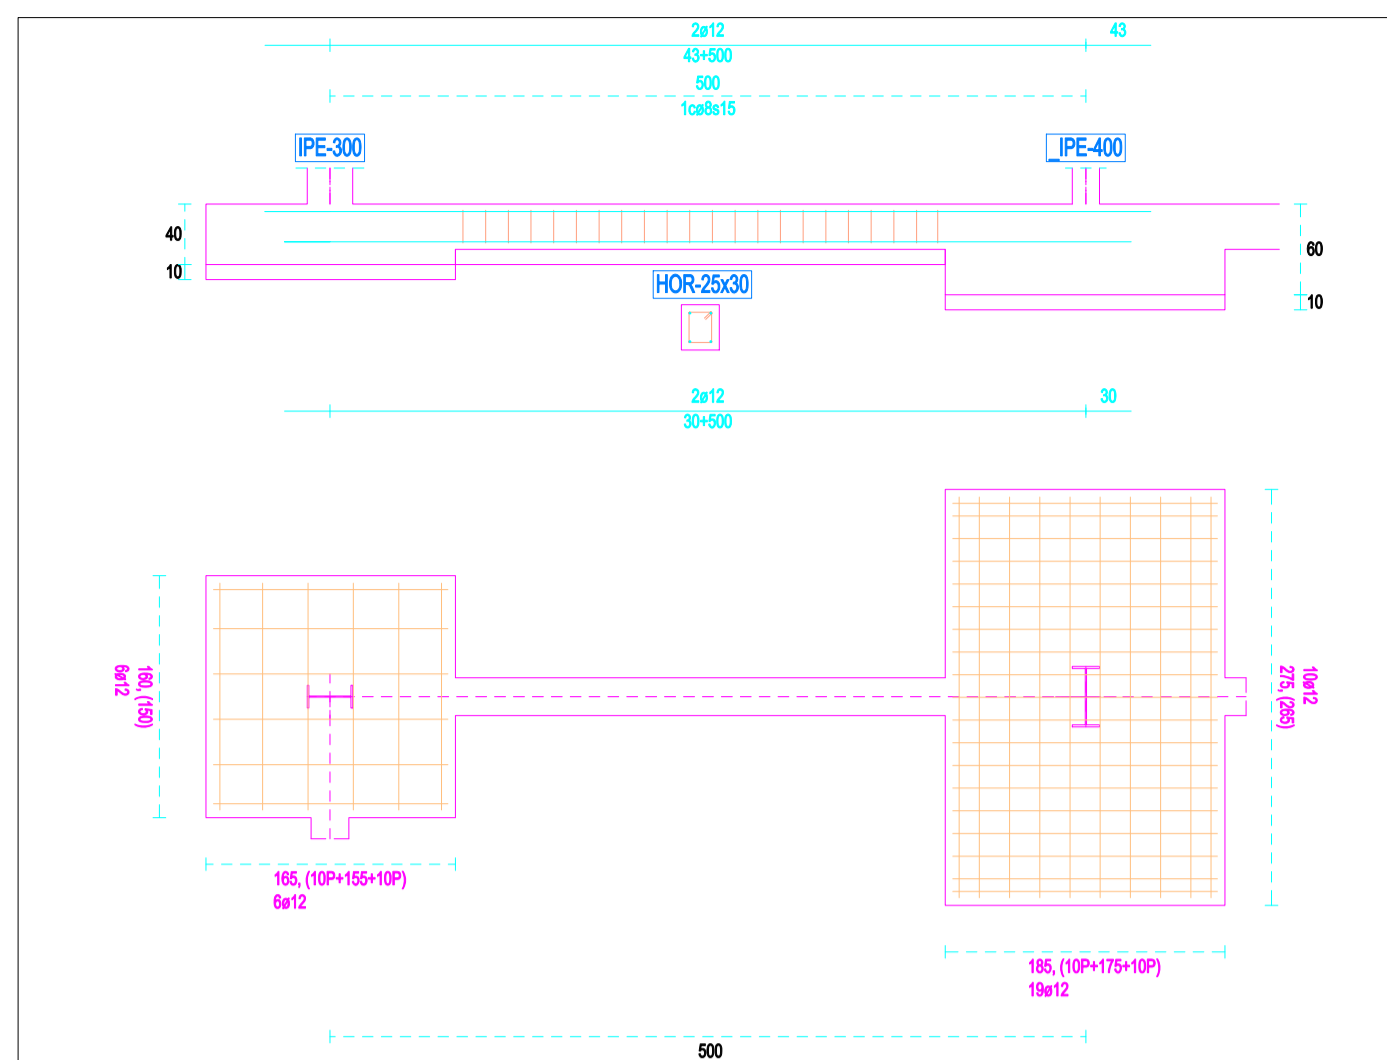 2ø12
43
43+500
500
1cø8s15
IPE-300
_IPE-400
40
10
60
10
HOR-25x30
2ø12
30
30+500
160, (150)
6ø12
10ø12
275, (265)
165, (10P+155+10P)
6ø12
185, (10P+175+10P)
19ø12
500